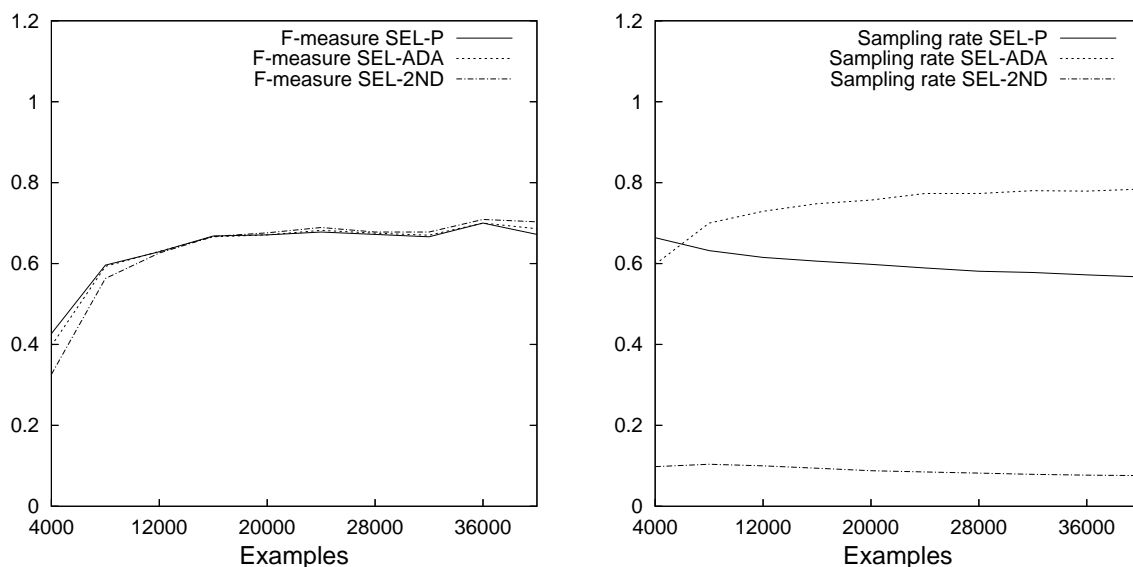 1.2
1
0.8
0.6
0.4
0.2
0
4000 12000 20000 28000 36000
Examples
F-measure SEL-P
F-measure SEL-ADA
F-measure SEL-2ND
1.2
1
0.8
0.6
0.4
0.2
0
4000 12000 20000 28000 36000
Examples
Sampling rate SEL-P
Sampling rate SEL-ADA
Sampling rate SEL-2ND